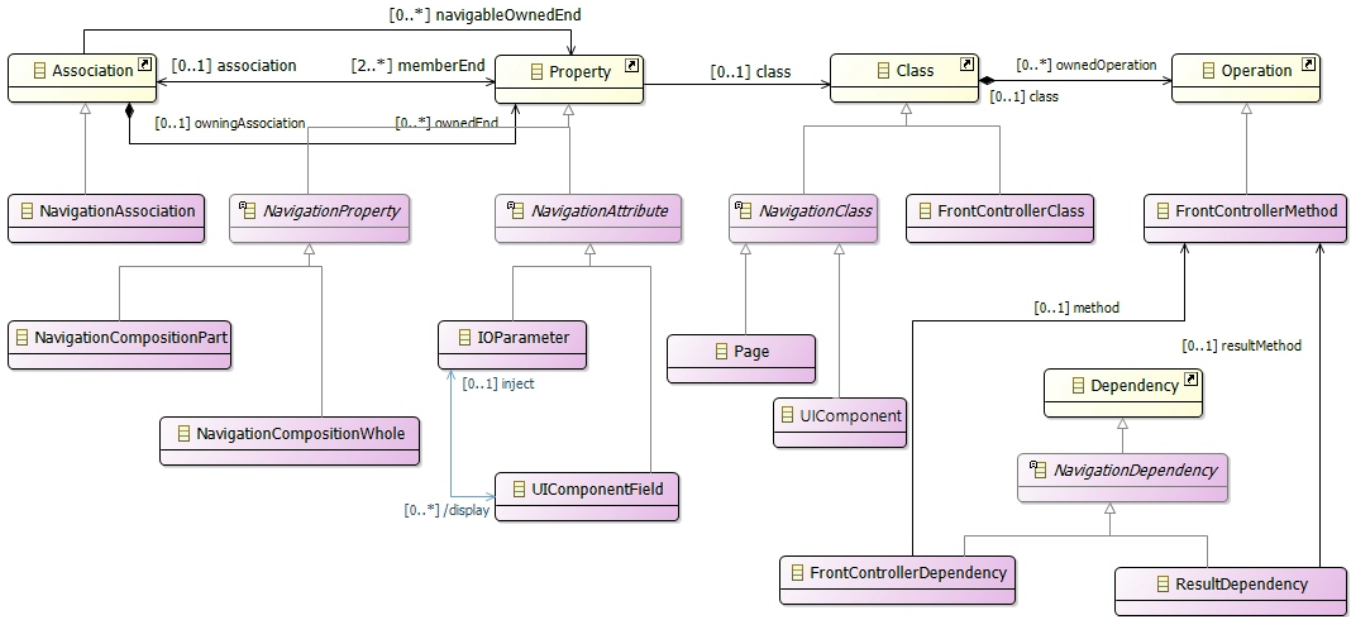 [0..*] navigableOwnedEnd
Association
[0..1] association
[2..*] memberEnd
Property
[0..1] class
Class
[0..*] ownedOperation
Operation
[0..1] class
[0..1] owningAssociation
[0..*] ownedEnd
NavigationAssociation
NavigationProperty
NavigationAttribute
NavigationClass
FrontControllerClass
FrontControllerMethod
[0..1] method
NavigationCompositionPart
IOParameter
Page
[0..1] resultMethod
[0..1] inject
Dependency
UIComponent
NavigationCompositionWhole
NavigationDependency
UIComponentField
[0..*] /display
FrontControllerDependency
ResultDependency